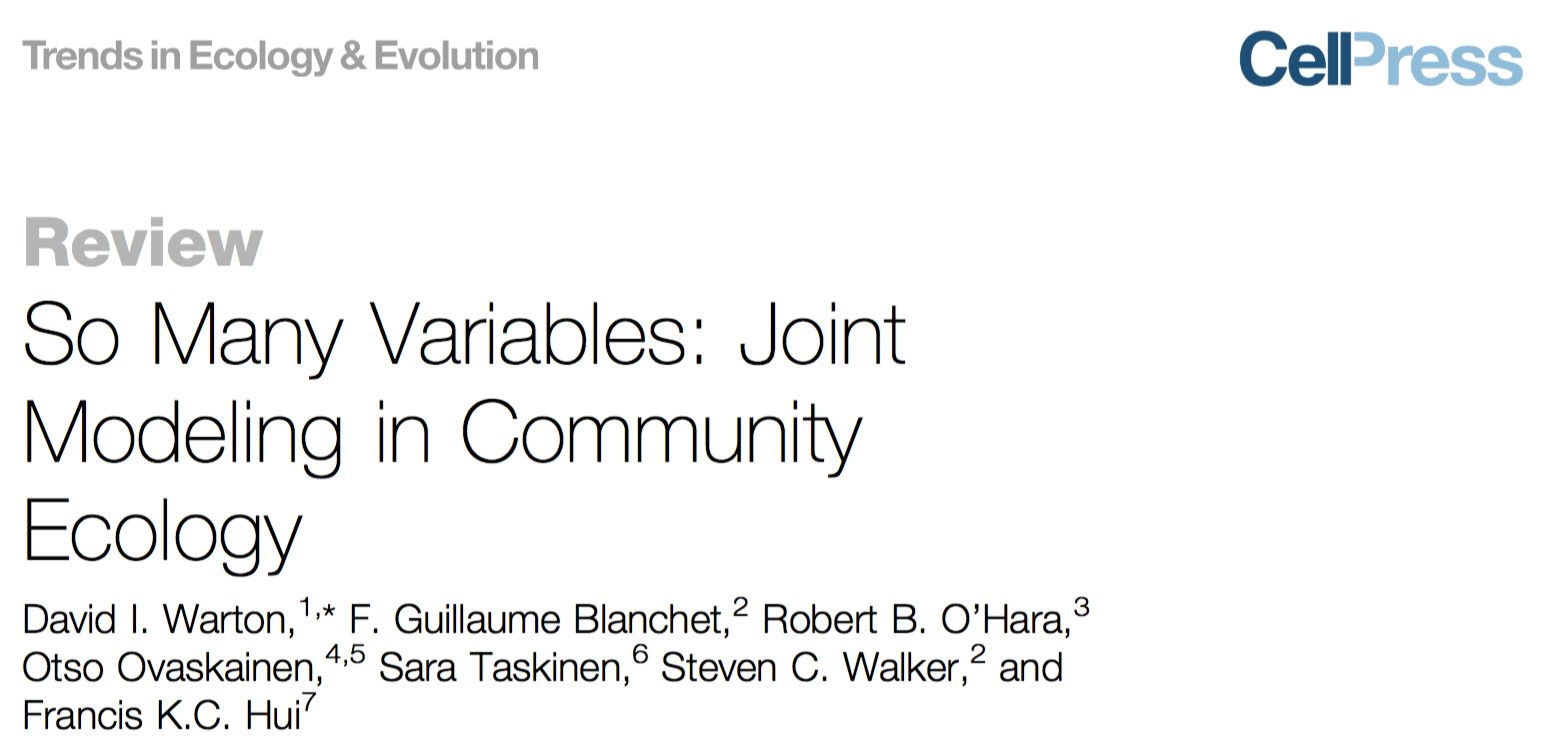 Trends in Ecology & Evolution
CellPress
Review
So Many Variables: Joint
Modeling in Community
Ecology
David I. Warton,1,* F. Guillaume Blanchet,2 Robert B. O’Hara,3
Otso Ovaskainen,4,5 Sara Taskinen,6 Steven C. Walker,2 and
Francis K.C. Hui7